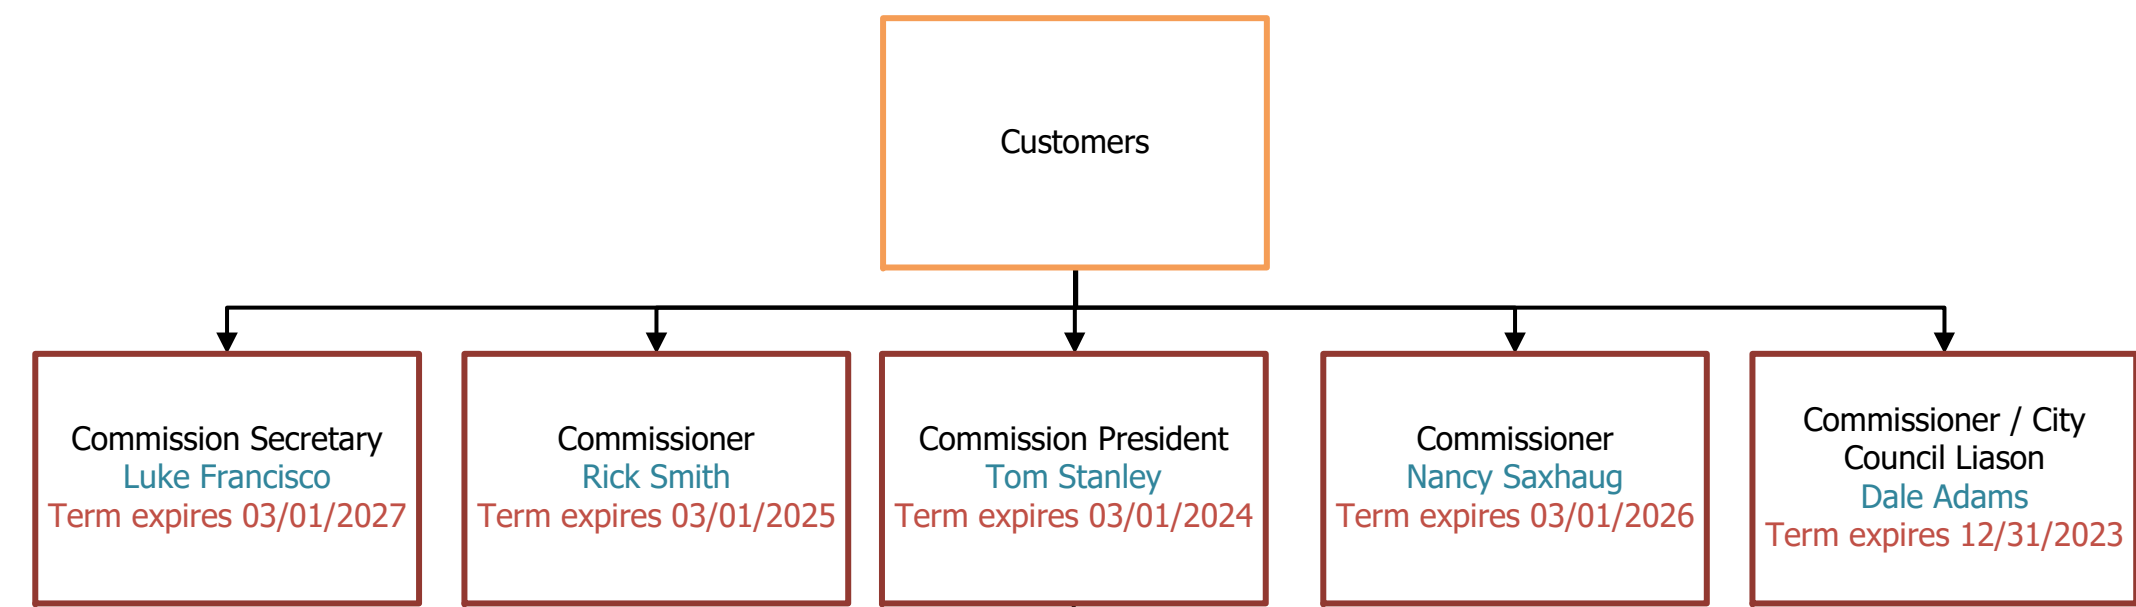 Customers
Commission Secretary
Luke Francisco
Term expires 03/01/2027
Commissioner
Rick Smith
Term expires 03/01/2025
Commission President
Tom Stanley
Term expires 03/01/2024
Commissioner
Nancy Saxhaug
Term expires 03/01/2026
Commissioner / City
Council Liason
Dale Adams
Term expires 12/31/2023